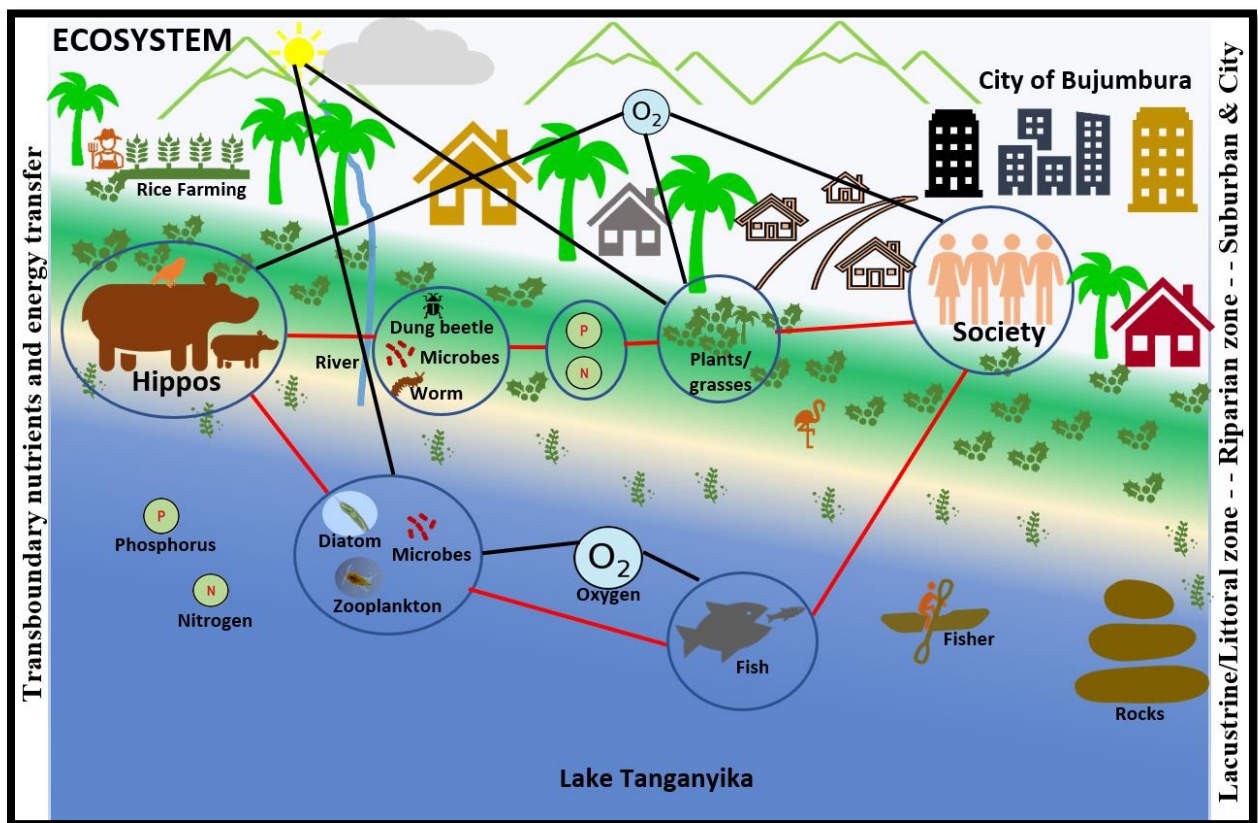 ECOSYSTEM
City of Bujumbura
O2
Rice Farming
Transboundary nutrients and energy transfer
Lacustrine/Littoral zone - - Riparian zone - - Suburban & City
Hippos
River
Dung beetle
Microbes
Worm
P
N
Plants/
grasses
Society
P
Phosphorus
N
Nitrogen
Diatom
Microbes
Zooplankton
O2
Oxygen
Fish
Fisher
Rocks
Lake Tanganyika